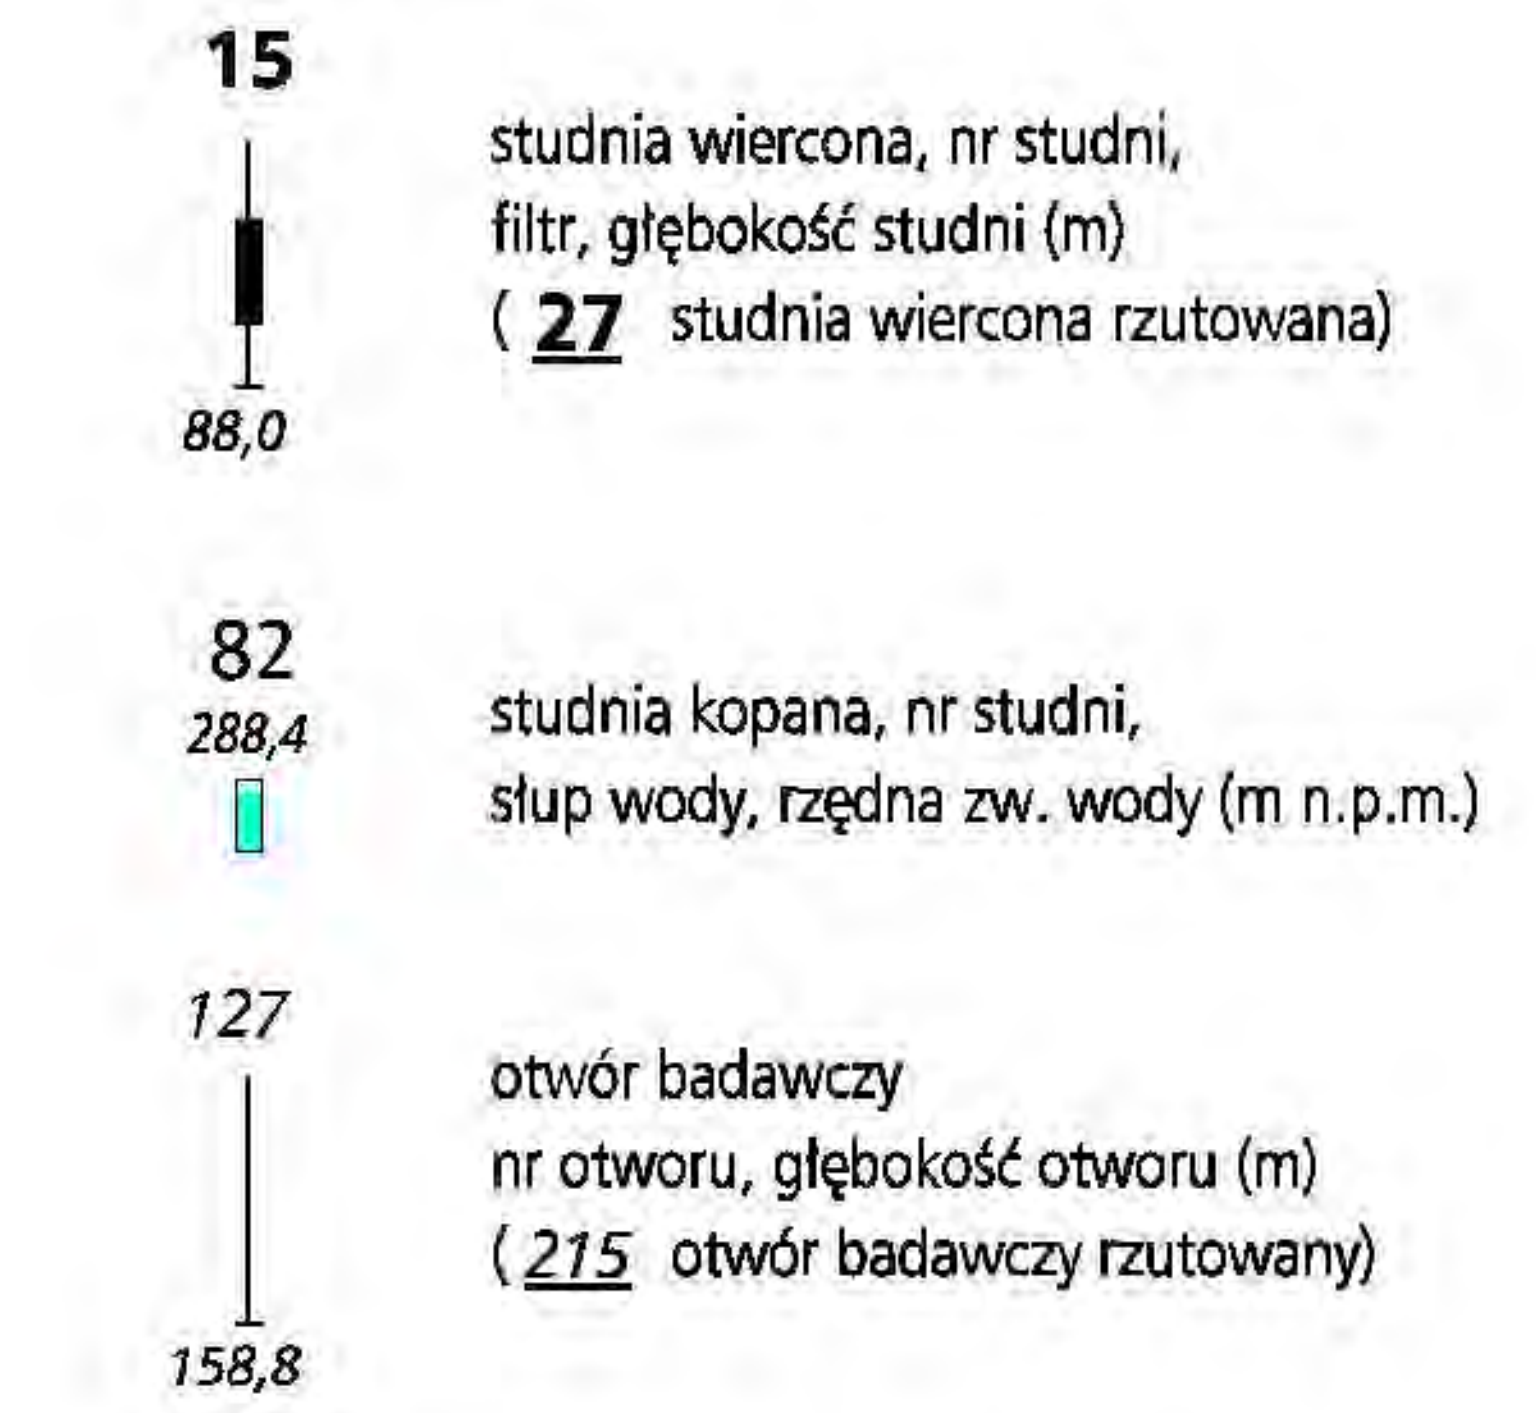 15
studnia wiercona, nr studni,
filtr, głębokość studni (m)
( 27 studnia wiercona rzutowana)
88,0
82
288,4
studnia kopana, nr studni,
słup wody, rzędna zw. wody (m n.p.m.)
127
otwór badawczy
nr otworu, głębokość otworu (m)
( 215 otwór badawczy rzutowany)
158,8